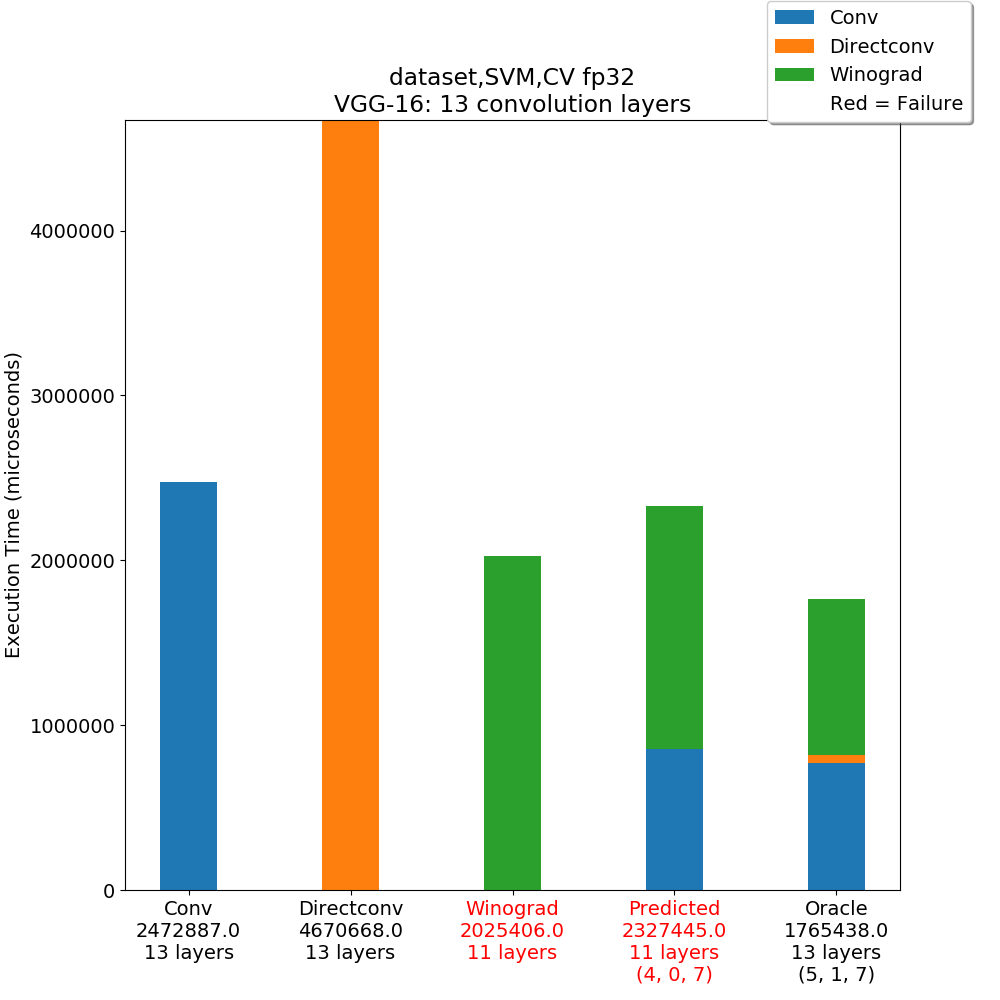 Conv
Directconv
Winograd
Red = Failure
dataset,SVM,CV fp32
VGG-16: 13 convolution layers
Execution Time (microseconds)
4000000
3000000
2000000
1000000
0
Conv
2472887.0
13 layers
Directconv
4670668.0
13 layers
Winograd
2025406.0
11 layers
Predicted
2327445.0
11 layers
(4, 0, 7)
Oracle
1765438.0
13 layers
(5, 1, 7)